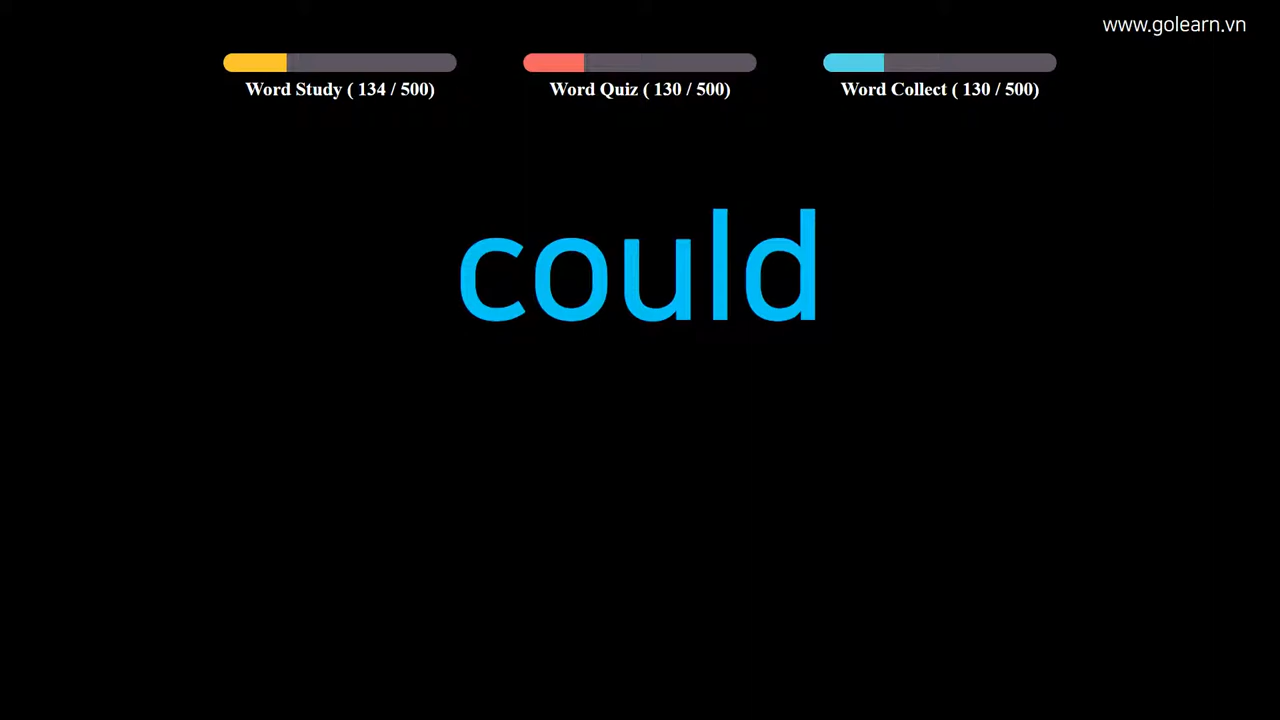 www.golearn.vn
Word Study ( 134 / 500)
Word Quiz ( 130 / 500)
Word Collect ( 130 / 500)
could